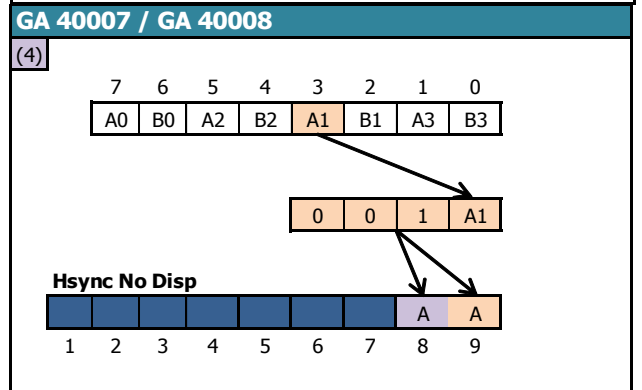 GA 40007 / GA 40008
(4)
7 6 5 4 3 2 1 0
A0 B0 A2 B2 A1 B1 A3 B3
0 0 1 A1
Hsync No Disp
A A
1 2 3 4 5 6 7 8 9